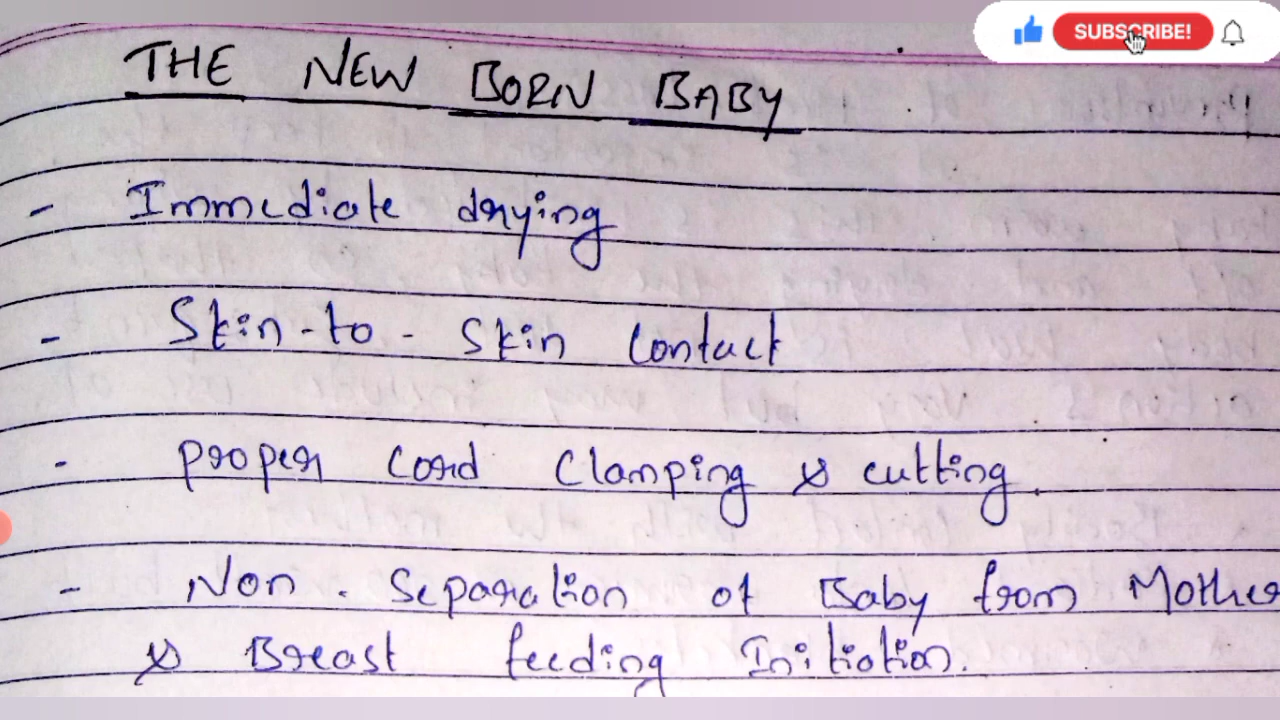 SUBSCRIBE!
THE NEW BORN BABY
- Immediate drying
- Skin-to-Skin Contact
- proper Cord Clamping & cutting.
- Non-Separation of Baby from Mother
& Breast feeding Initiation.